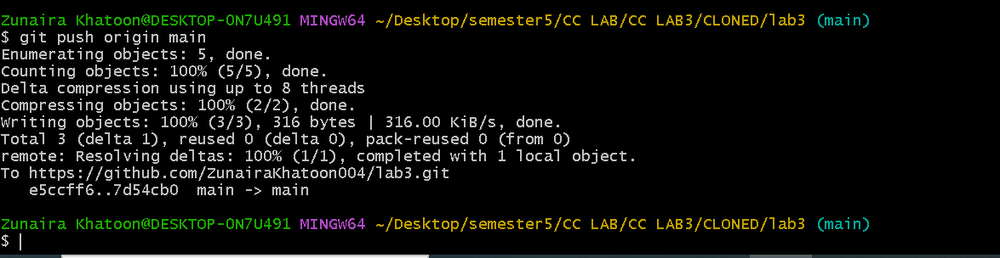 Zunaira Khatoon@DESKTOP-ON7U491 MINGW64 ~/Desktop/semester5/CC LAB/CC LAB3/CLONED/lab3 (main)
$ git push origin main
Enumerating objects: 5, done.
Counting objects: 100% (5/5), done.
Delta compression using up to 8 threads
Compressing objects: 100% (2/2), done.
Writing objects: 100% (3/3), 316 bytes | 316.00 KiB/s, done.
Total 3 (delta 1), reused 0 (delta 0), pack-reused 0 (from 0)
remote: Resolving deltas: 100% (1/1), completed with 1 local object.
To https://github.com/ZunairaKhatoon004/lab3.git
   e5ccff6..7d54cb0  main -> main
Zunaira Khatoon@DESKTOP-ON7U491 MINGW64 ~/Desktop/semester5/CC LAB/CC LAB3/CLONED/lab3 (main)
$